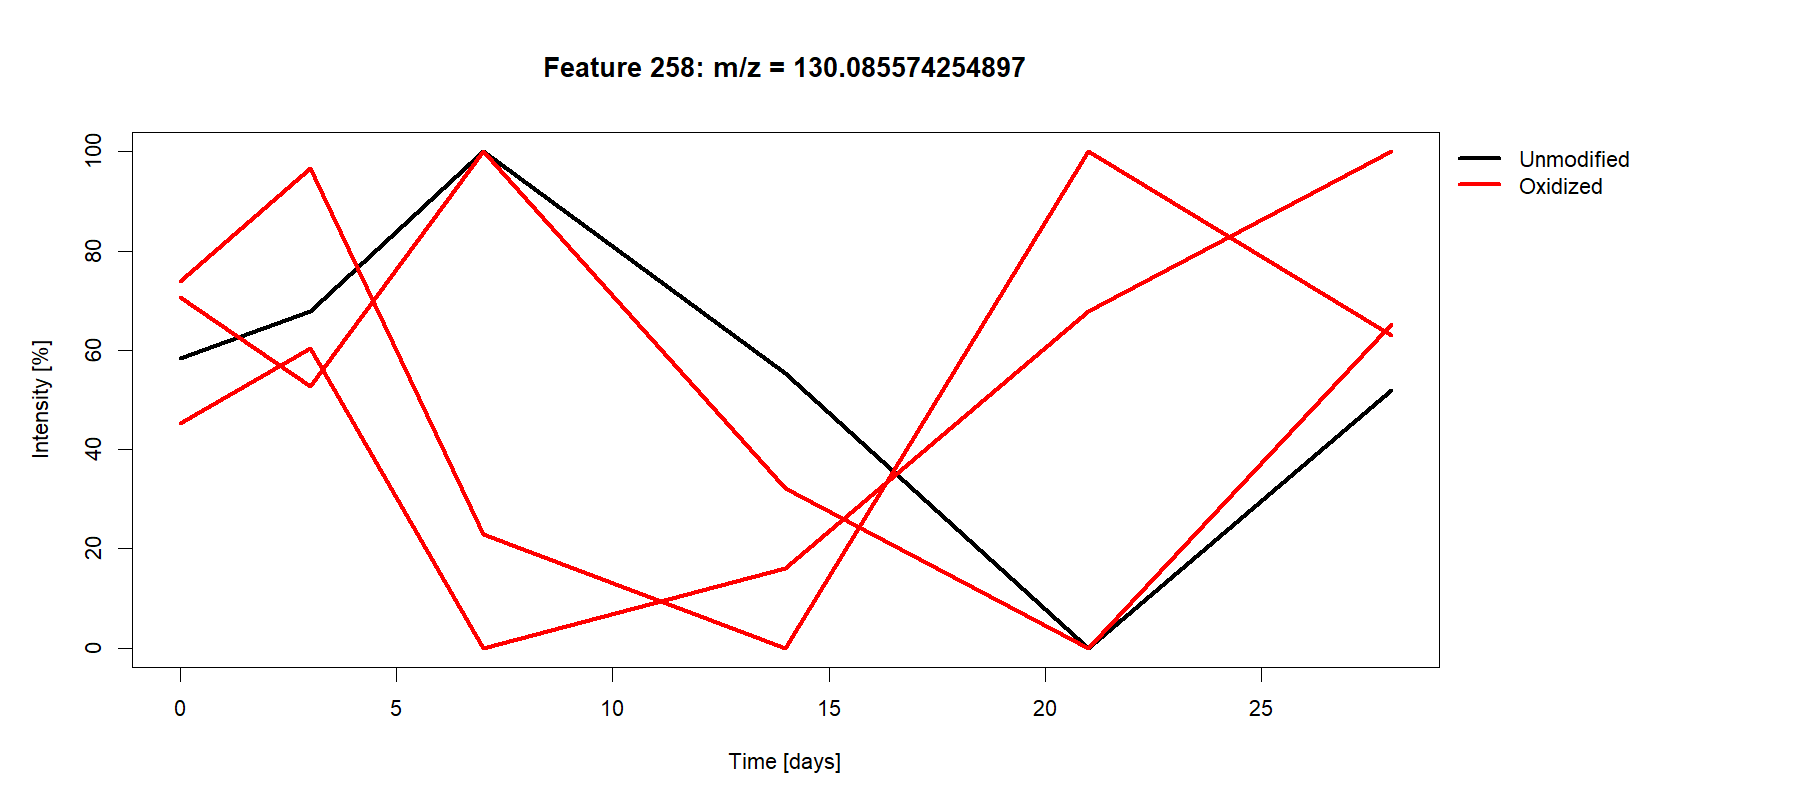 Feature 258: m/z = 130.085574254897
100
80
60
40
20
0
Intensity [%]
0 5 10 15 20 25
Time [days]
Unmodified
Oxidized